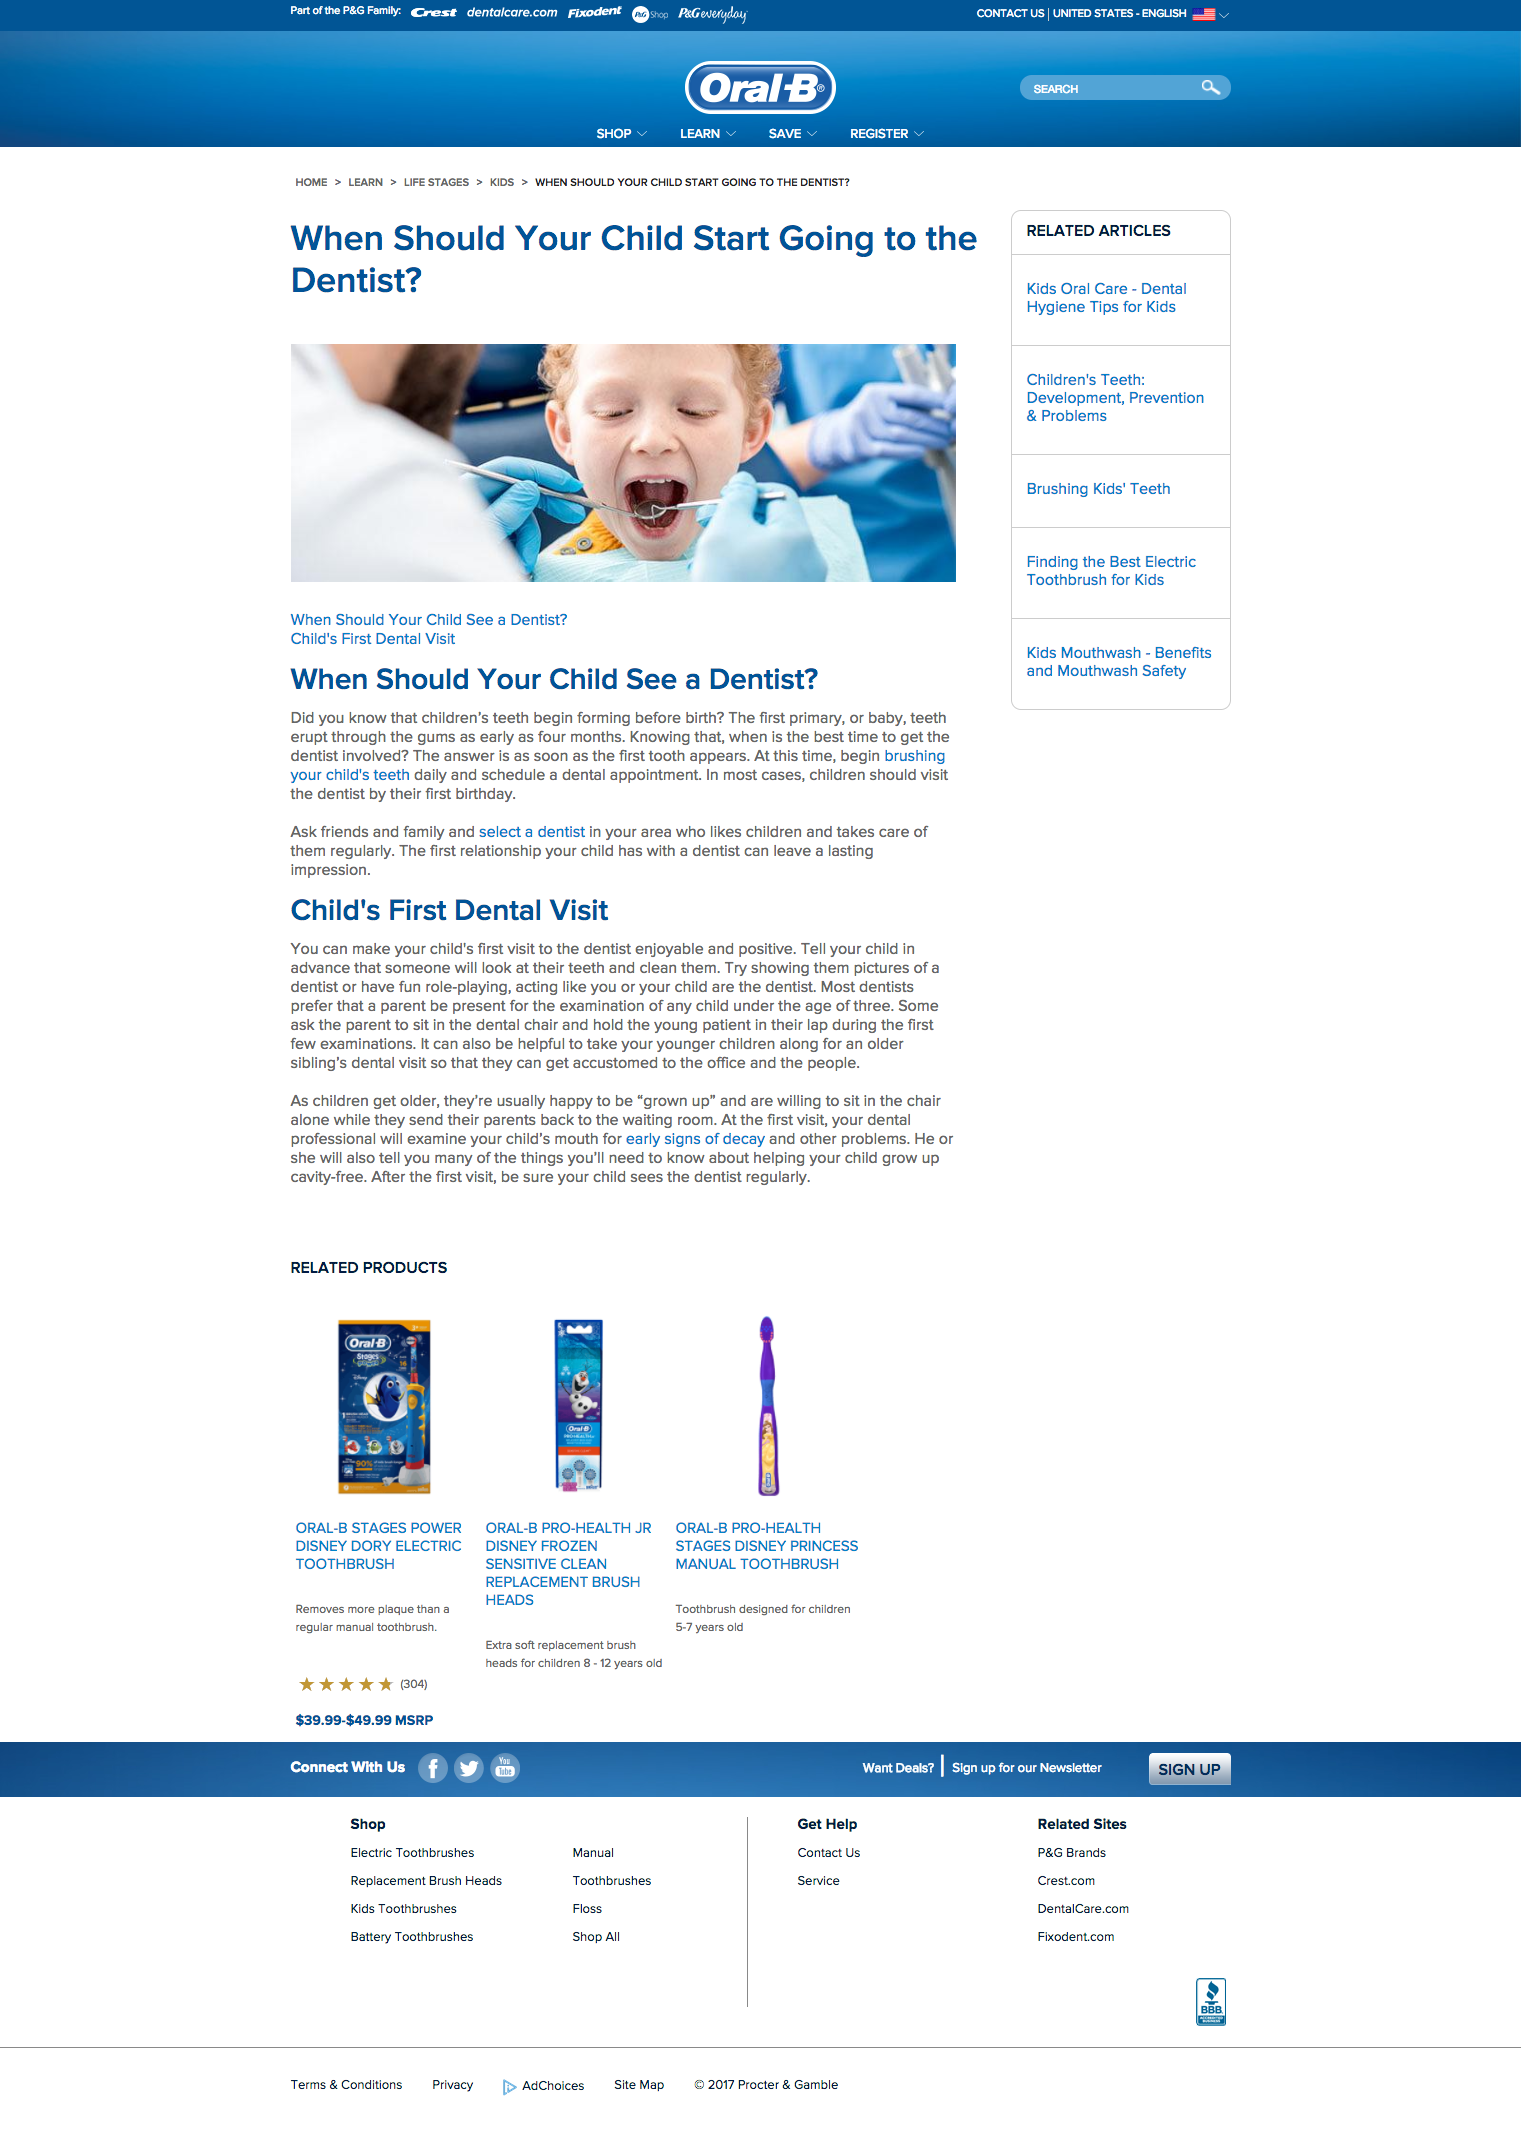 Part of the P&G Family: Crest dentalcare.com Fixodent P&G Shop P&G everyday
CONTACT US | UNITED STATES - ENGLISH
Oral-B®
SEARCH
SHOP LEARN SAVE REGISTER
HOME > LEARN > LIFE STAGES > KIDS > WHEN SHOULD YOUR CHILD START GOING TO THE DENTIST?
When Should Your Child Start Going to the
Dentist?
RELATED ARTICLES
Kids Oral Care - Dental
Hygiene Tips for Kids
Children's Teeth:
Development, Prevention
& Problems
Brushing Kids' Teeth
Finding the Best Electric
Toothbrush for Kids
Kids Mouthwash - Benefits
and Mouthwash Safety
When Should Your Child See a Dentist?
Child's First Dental Visit
When Should Your Child See a Dentist?
Did you know that children’s teeth begin forming before birth? The first primary, or baby, teeth
erupt through the gums as early as four months. Knowing that, when is the best time to get the
dentist involved? The answer is as soon as the first tooth appears. At this time, begin brushing
your child's teeth daily and schedule a dental appointment. In most cases, children should visit
the dentist by their first birthday.
Ask friends and family and select a dentist in your area who likes children and takes care of
them regularly. The first relationship your child has with a dentist can leave a lasting
impression.
Child's First Dental Visit
You can make your child's first visit to the dentist enjoyable and positive. Tell your child in
advance that someone will look at their teeth and clean them. Try showing them pictures of a
dentist or have fun role-playing, acting like you or your child are the dentist. Most dentists
prefer that a parent be present for the examination of any child under the age of three. Some
ask the parent to sit in the dental chair and hold the young patient in their lap during the first
few examinations. It can also be helpful to take your younger children along for an older
sibling’s dental visit so that they can get accustomed to the office and the people.
As children get older, they’re usually happy to be “grown up” and are willing to sit in the chair
alone while they send their parents back to the waiting room. At the first visit, your dental
professional will examine your child’s mouth for early signs of decay and other problems. He or
she will also tell you many of the things you’ll need to know about helping your child grow up
cavity-free. After the first visit, be sure your child sees the dentist regularly.
RELATED PRODUCTS
Oral-B
Stages
90%
Oral-B
PRO-HEALTH
ORAL-B STAGES POWER
DISNEY DORY ELECTRIC
TOOTHBRUSH
Removes more plaque than a
regular manual toothbrush.
(304)
$39.99-$49.99 MSRP
ORAL-B PRO-HEALTH JR
DISNEY FROZEN
SENSITIVE CLEAN
REPLACEMENT BRUSH
HEADS
Extra soft replacement brush
heads for children 8 - 12 years old
ORAL-B PRO-HEALTH
STAGES DISNEY PRINCESS
MANUAL TOOTHBRUSH
Toothbrush designed for children
5-7 years old
Connect With Us
You
Tube
Want Deals? | Sign up for our Newsletter
SIGN UP
Shop
Electric Toothbrushes
Replacement Brush Heads
Kids Toothbrushes
Battery Toothbrushes
Manual
Toothbrushes
Floss
Shop All
Get Help
Contact Us
Service
Related Sites
P&G Brands
Crest.com
DentalCare.com
Fixodent.com
BBB
ACCREDITED
BUSINESS
Terms & Conditions Privacy AdChoices Site Map © 2017 Procter & Gamble